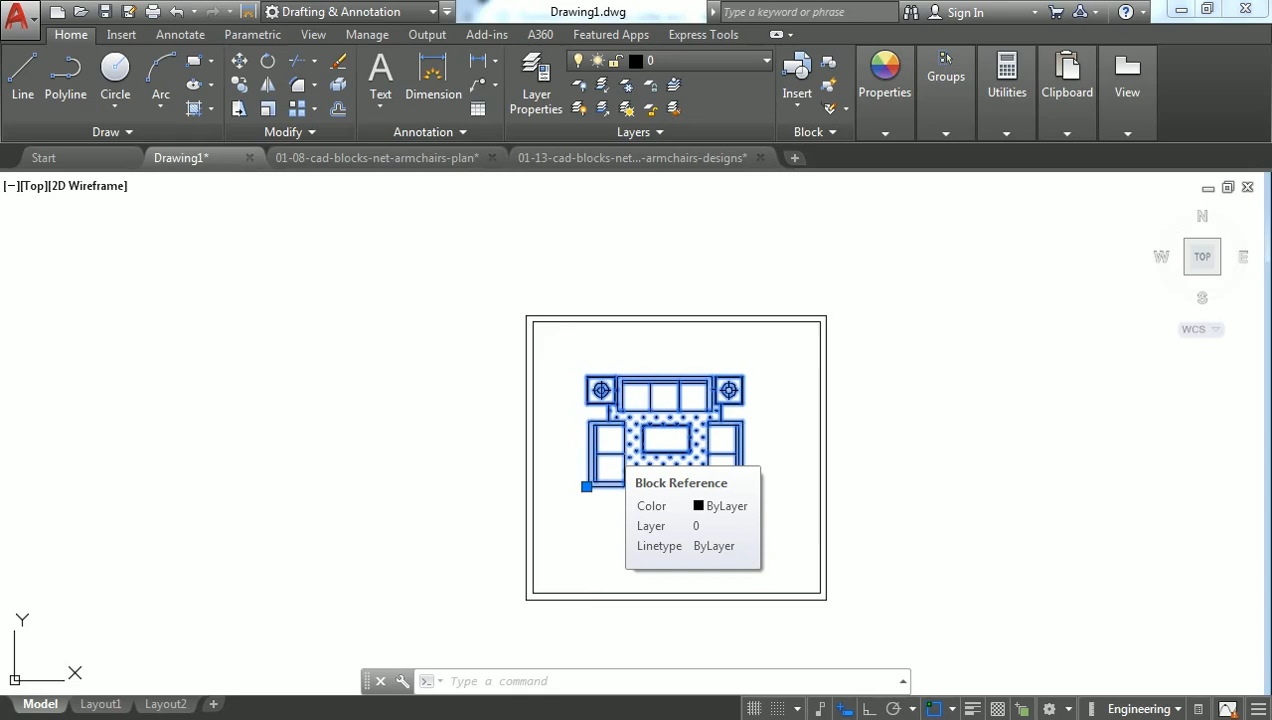 Drafting & Annotation
Drawing1.dwg
Type a keyword or phrase
Sign In
Home Insert Annotate Parametric View Manage Output Add-ins A360 Featured Apps Express Tools
Line Polyline Circle Arc
Text Dimension
Layer Properties
0
Insert
Properties Groups Utilities Clipboard View
Draw Modify Annotation Layers Block
Start Drawing1* 01-08-cad-blocks-net-armchairs-plan* 01-13-cad-blocks-net...-armchairs-designs*
[−][Top][2D Wireframe]
N
W TOP E
S
WCS
Block Reference
Color ByLayer
Layer 0
Linetype ByLayer
Y
X
Type a command
Model Layout1 Layout2
Engineering